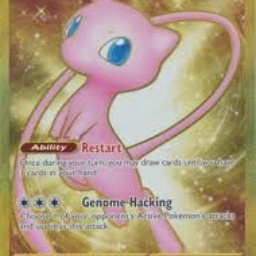 Ability Restart
Once during your turn, you may draw cards until you have
3 cards in your hand.
Genome Hacking
Choose 1 of your opponent's Active Pokémon's attacks
and use it as this attack.